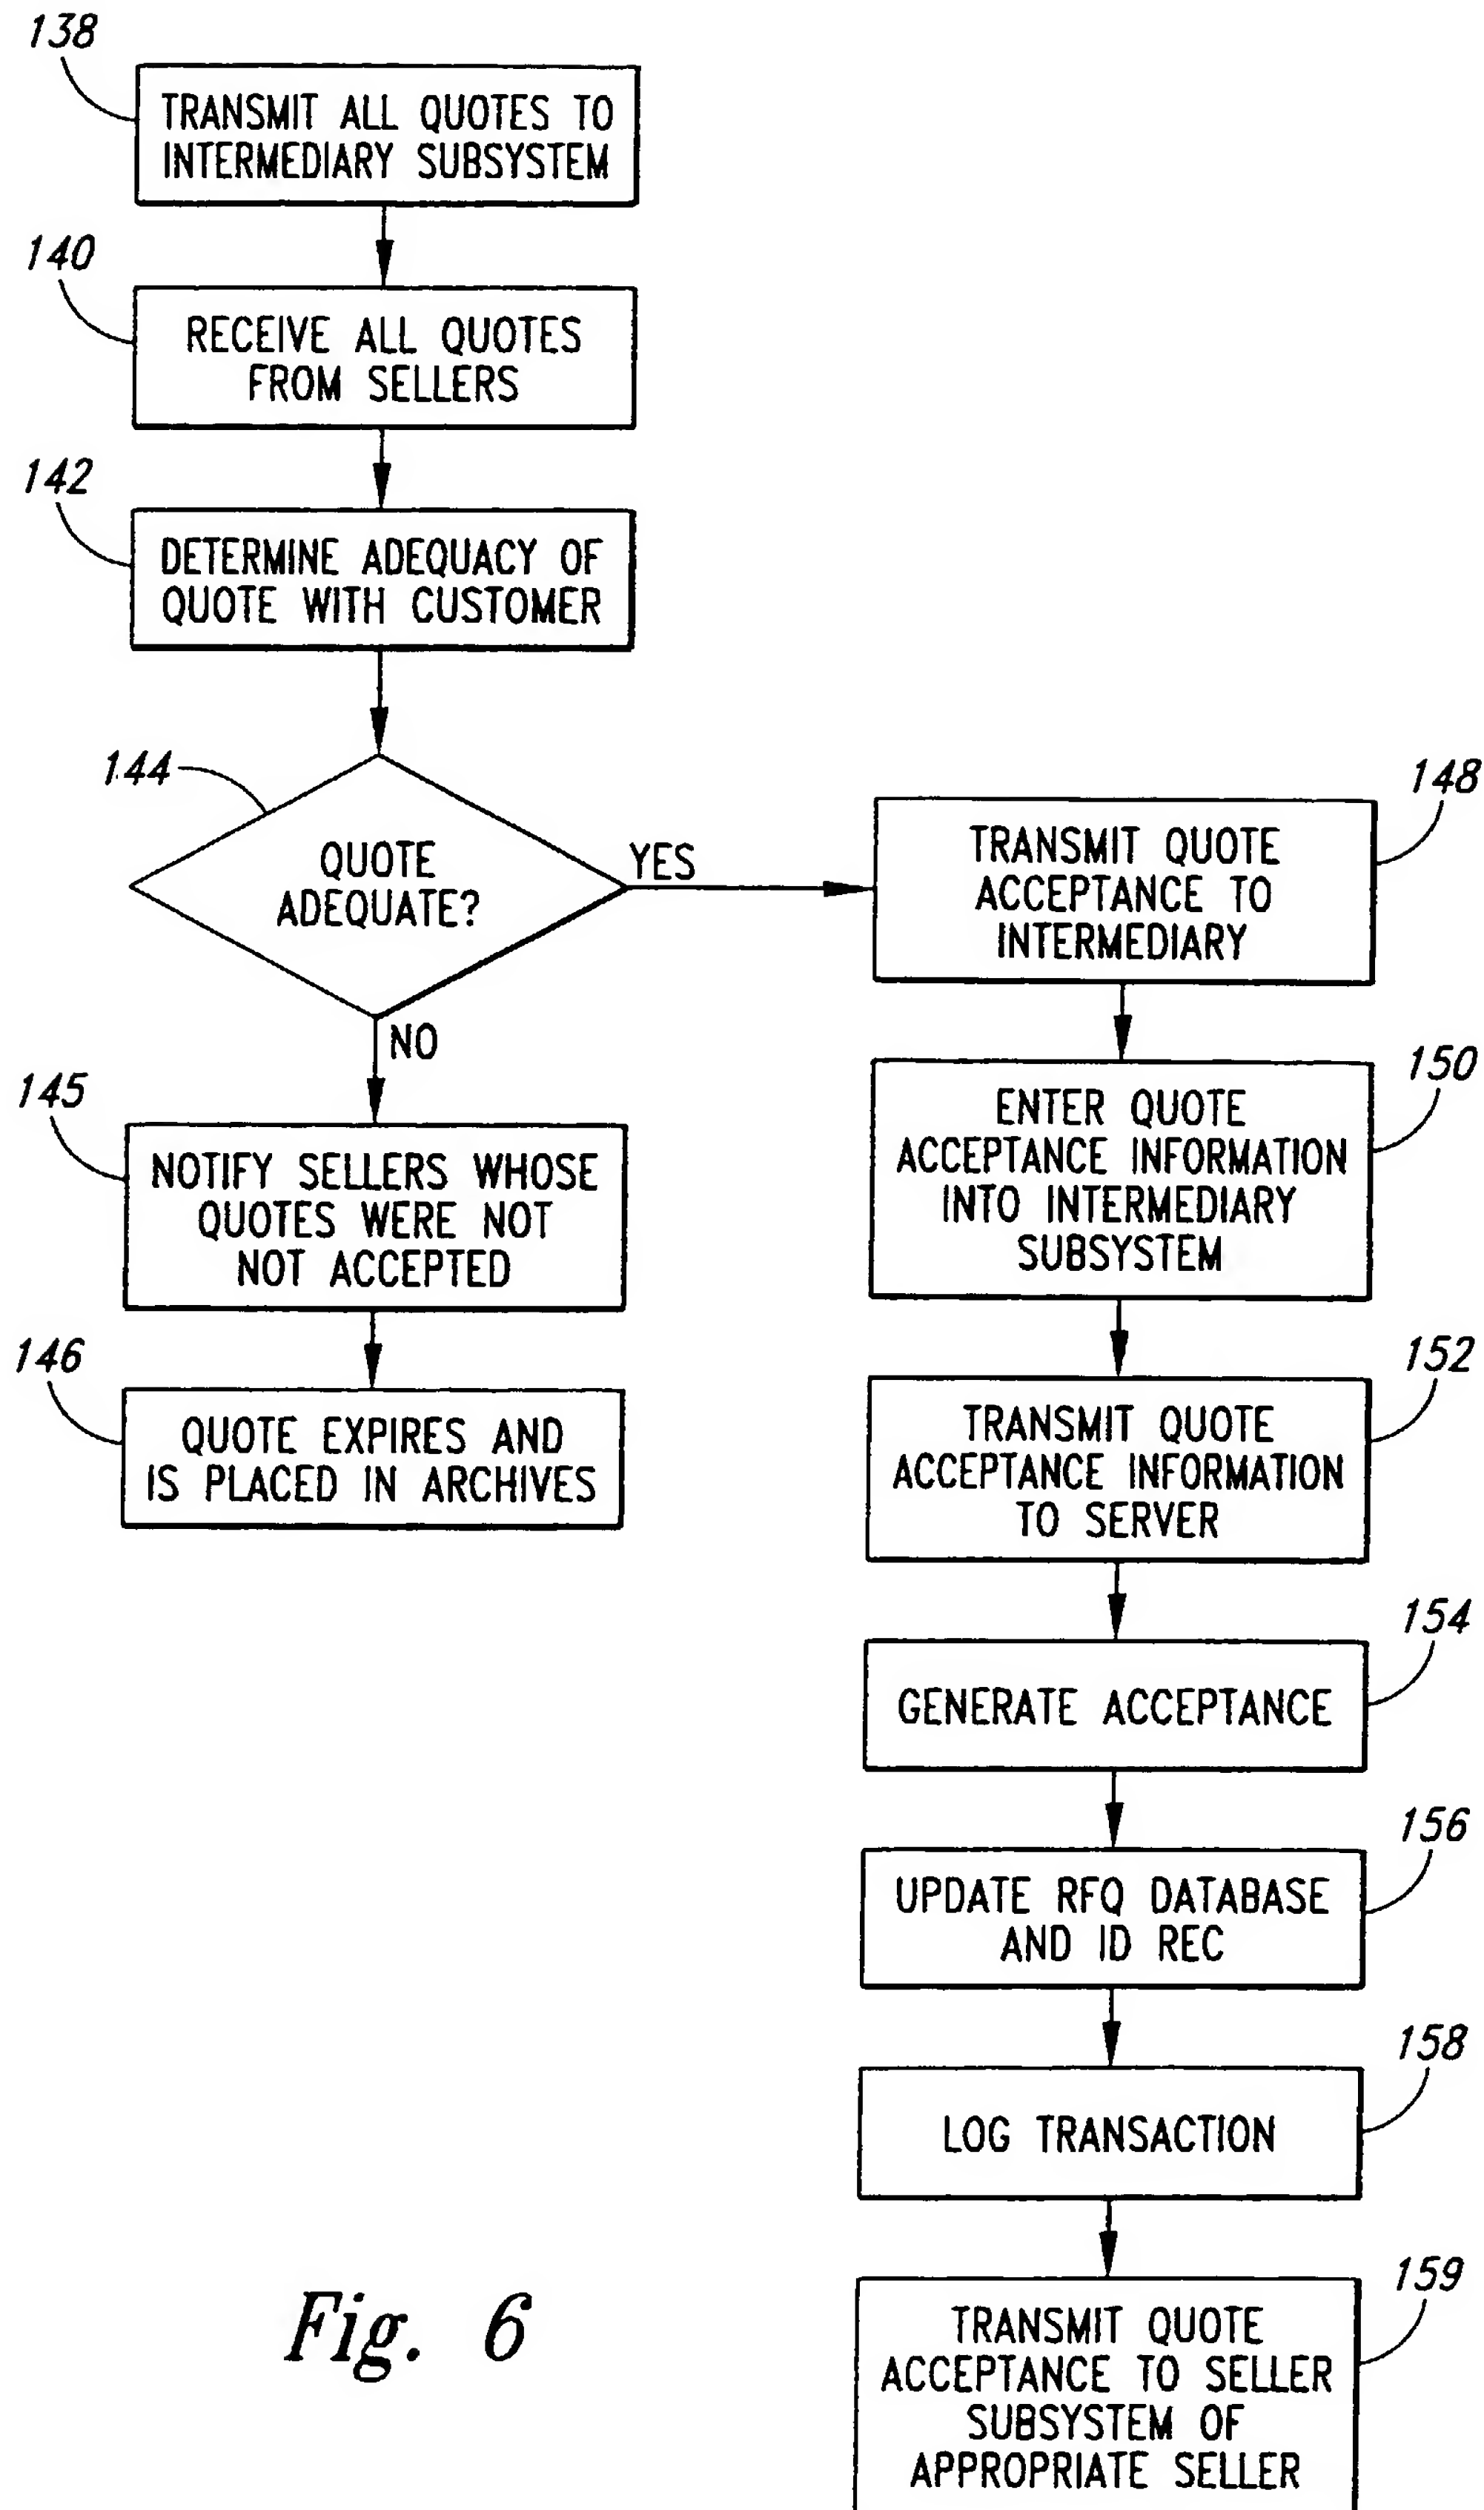 138
TRANSMIT ALL QUOTES TO
INTERMEDIARY SUBSYSTEM
140
RECEIVE ALL QUOTES
FROM SELLERS
142
DETERMINE ADEQUACY OF
QUOTE WITH CUSTOMER
144
QUOTE
ADEQUATE?
YES
NO
145
NOTIFY SELLERS WHOSE
QUOTES WERE NOT
NOT ACCEPTED
146
QUOTE EXPIRES AND
IS PLACED IN ARCHIVES
148
TRANSMIT QUOTE
ACCEPTANCE TO
INTERMEDIARY
150
ENTER QUOTE
ACCEPTANCE INFORMATION
INTO INTERMEDIARY
SUBSYSTEM
152
TRANSMIT QUOTE
ACCEPTANCE INFORMATION
TO SERVER
154
GENERATE ACCEPTANCE
156
UPDATE RFQ DATABASE
AND ID REC
158
LOG TRANSACTION
159
TRANSMIT QUOTE
ACCEPTANCE TO SELLER
SUBSYSTEM OF
APPROPRIATE SELLER
Fig. 6